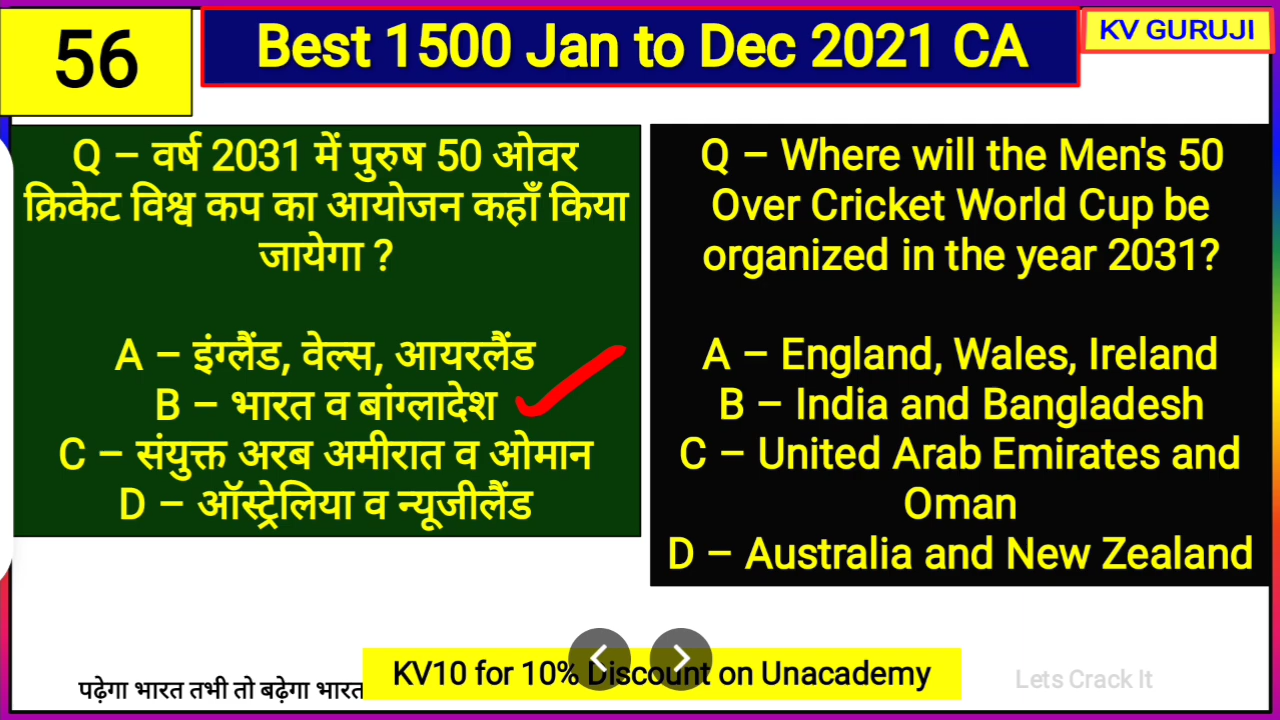 56
Best 1500 Jan to Dec 2021 CA
KV GURUJI
Q – वर्ष 2031 में पुरुष 50 ओवर
क्रिकेट विश्व कप का आयोजन कहाँ किया
जायेगा ?
A – इंग्लैंड, वेल्स, आयरलैंड
B – भारत व बांग्लादेश
C – संयुक्त अरब अमीरात व ओमान
D – ऑस्ट्रेलिया व न्यूजीलैंड
Q – Where will the Men's 50
Over Cricket World Cup be
organized in the year 2031?
A – England, Wales, Ireland
B – India and Bangladesh
C – United Arab Emirates and
Oman
D – Australia and New Zealand
पढ़ेगा भारत तभी तो बढ़ेगा भारत
KV10 for 10% Discount on Unacademy
Lets Crack It